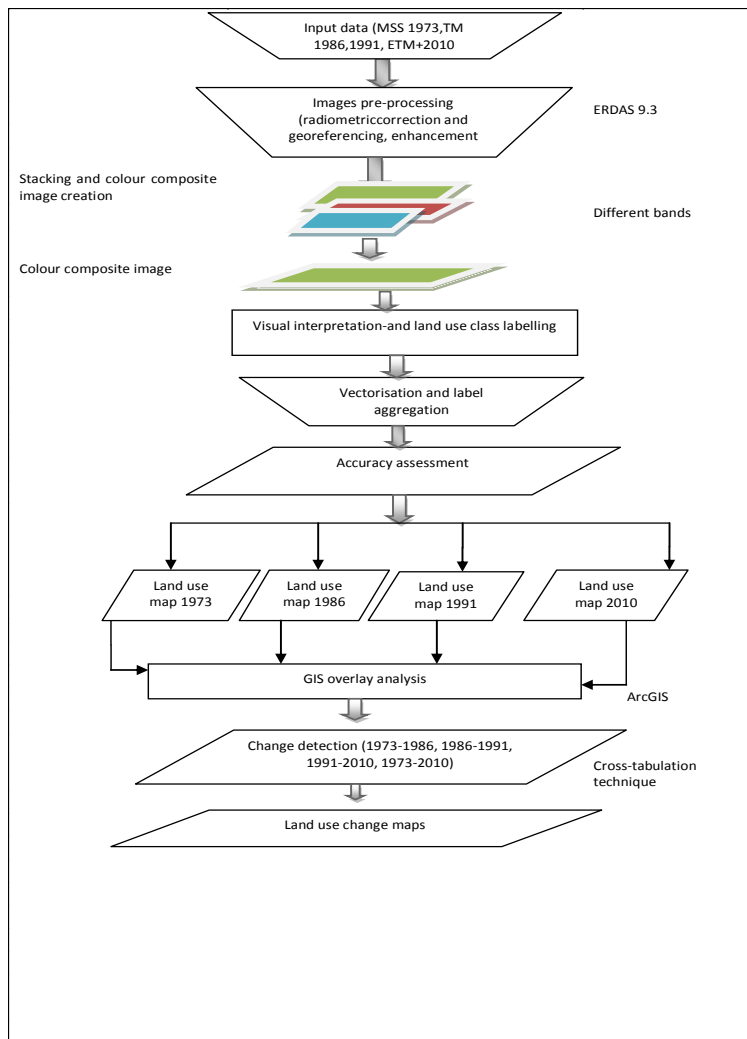 Input data (MSS 1973,TM
1986,1991, ETM+2010
Images pre-processing
(radiometriccorrection and
georeferencing, enhancement
ERDAS 9.3
Stacking and colour composite
image creation
Different bands
Colour composite image
Visual interpretation-and land use class labelling
Vectorisation and label
aggregation
Accuracy assessment
Land use
map 1973
Land use
map 1986
Land use
map 1991
Land use
map 2010
GIS overlay analysis
ArcGIS
Change detection (1973-1986, 1986-1991,
1991-2010, 1973-2010)
Cross-tabulation
technique
Land use change maps